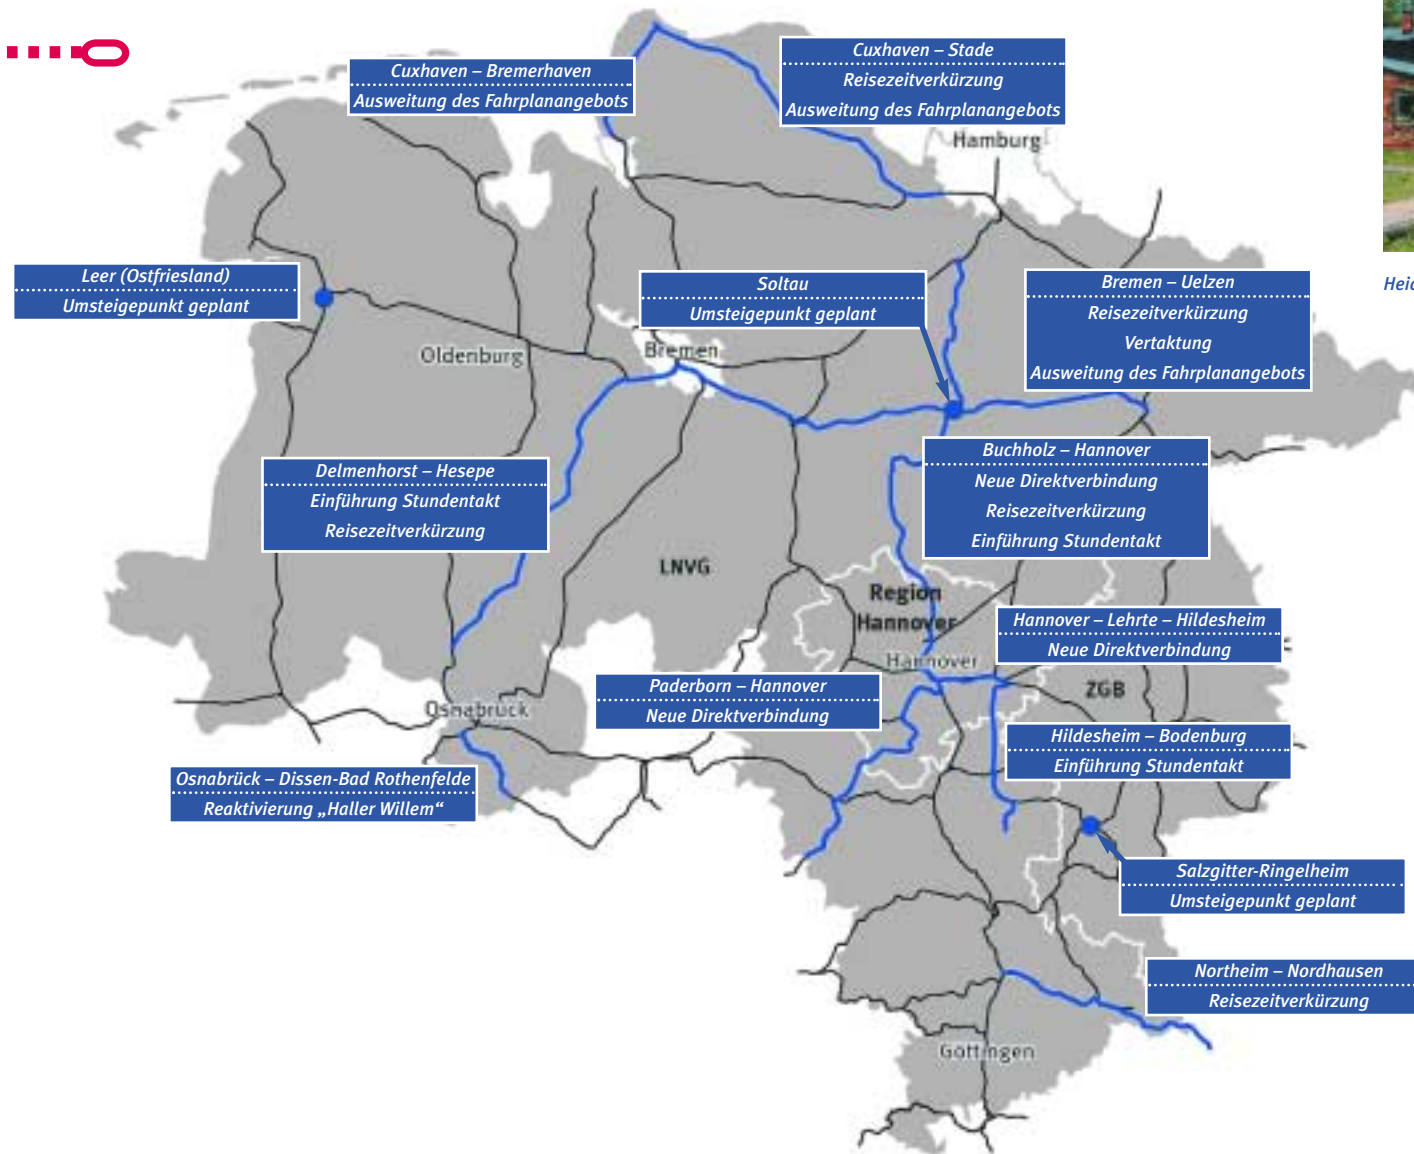 Cuxhaven – Bremerhaven
Ausweitung des Fahrplanangebots
Cuxhaven – Stade
Reisezeitverkürzung
Ausweitung des Fahrplanangebots
Hamburg
Leer (Ostfriesland)
Umsteigepunkt geplant
Soltau
Umsteigepunkt geplant
Bremen – Uelzen
Reisezeitverkürzung
Vertaktung
Ausweitung des Fahrplanangebots
Oldenburg
Bremen
Delmenhorst – Hesepe
Einführung Stundentakt
Reisezeitverkürzung
Buchholz – Hannover
Neue Direktverbindung
Reisezeitverkürzung
Einführung Stundentakt
LNVG
Region
Hannover
Hannover
Hannover – Lehrte – Hildesheim
Neue Direktverbindung
ZGB
Paderborn – Hannover
Neue Direktverbindung
Osnabrück
Hildesheim – Bodenburg
Einführung Stundentakt
Osnabrück – Dissen-Bad Rothenfelde
Reaktivierung „Haller Willem“
Salzgitter-Ringelheim
Umsteigepunkt geplant
Northeim – Nordhausen
Reisezeitverkürzung
Göttingen